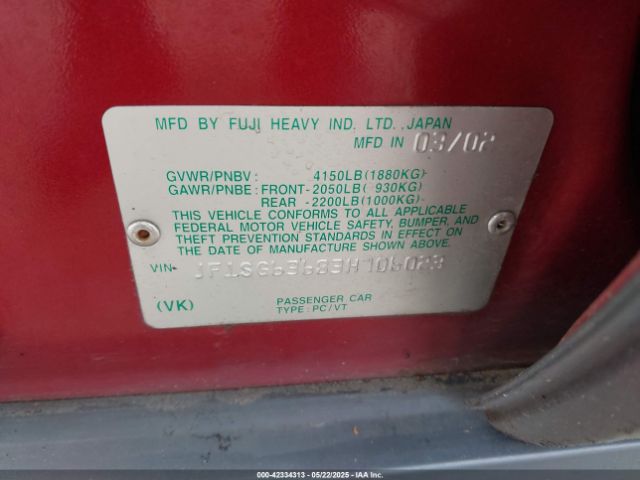 MFD BY FUJI HEAVY IND. LTD. JAPAN
MFD IN 03/02
GVWR/PNBV: 4150LB(1880KG)
GAWR/PNBE: FRONT-2050LB( 930KG)
REAR -2200LB(1000KG)
THIS VEHICLE CONFORMS TO ALL APPLICABLE
FEDERAL MOTOR VEHICLE SAFETY, BUMPER, AND
THEFT PREVENTION STANDARDS IN EFFECT ON
THE DATE OF MANUFACTURE SHOWN ABOVE.
VIN- JF1SG63633H706023
(VK)
PASSENGER CAR
TYPE: PC/VT
000-42334313 - 05/22/2025 - IAAI.COM